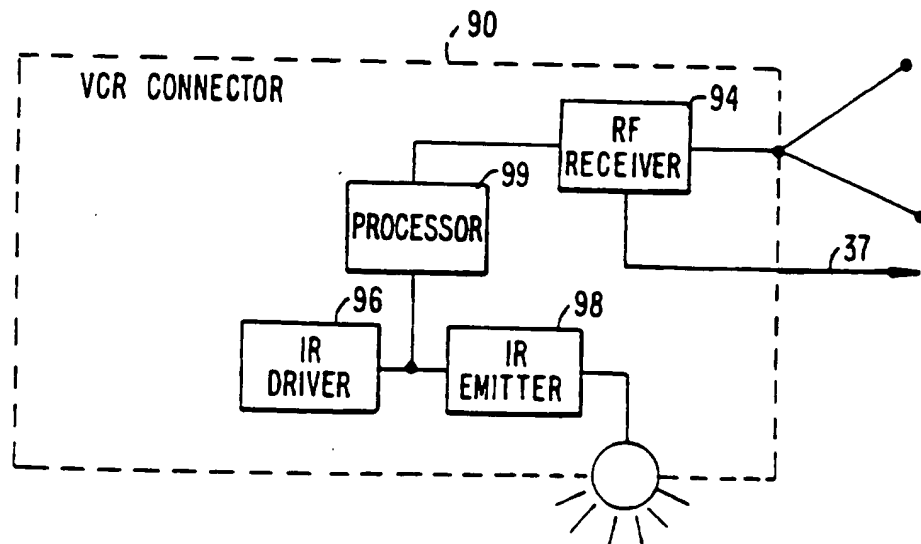 90
VCR CONNECTOR
94
RF
RECEIVER
99
PROCESSOR
37
96
IR
DRIVER
98
IR
EMITTER